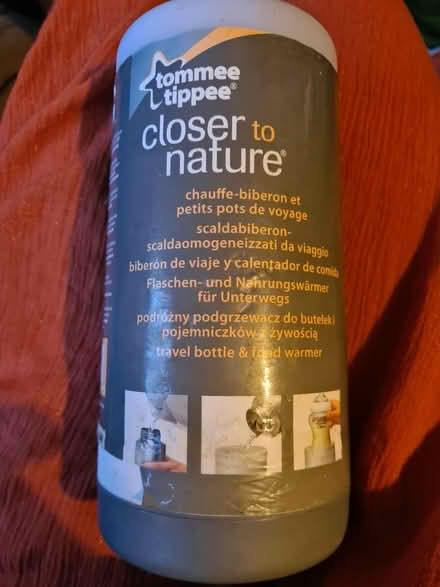 tommee
tippee®
closer to
nature®
chauffe-biberon et
petits pots de voyage
scaldabiberon-
scaldaomogeneizzati da viaggio
biberón de viaje y calentador de comida
Flaschen- und Nahrungswärmer
für Unterwegs
podróżny podgrzewacz do butelek i
pojemniczków z żywością
travel bottle & food warmer